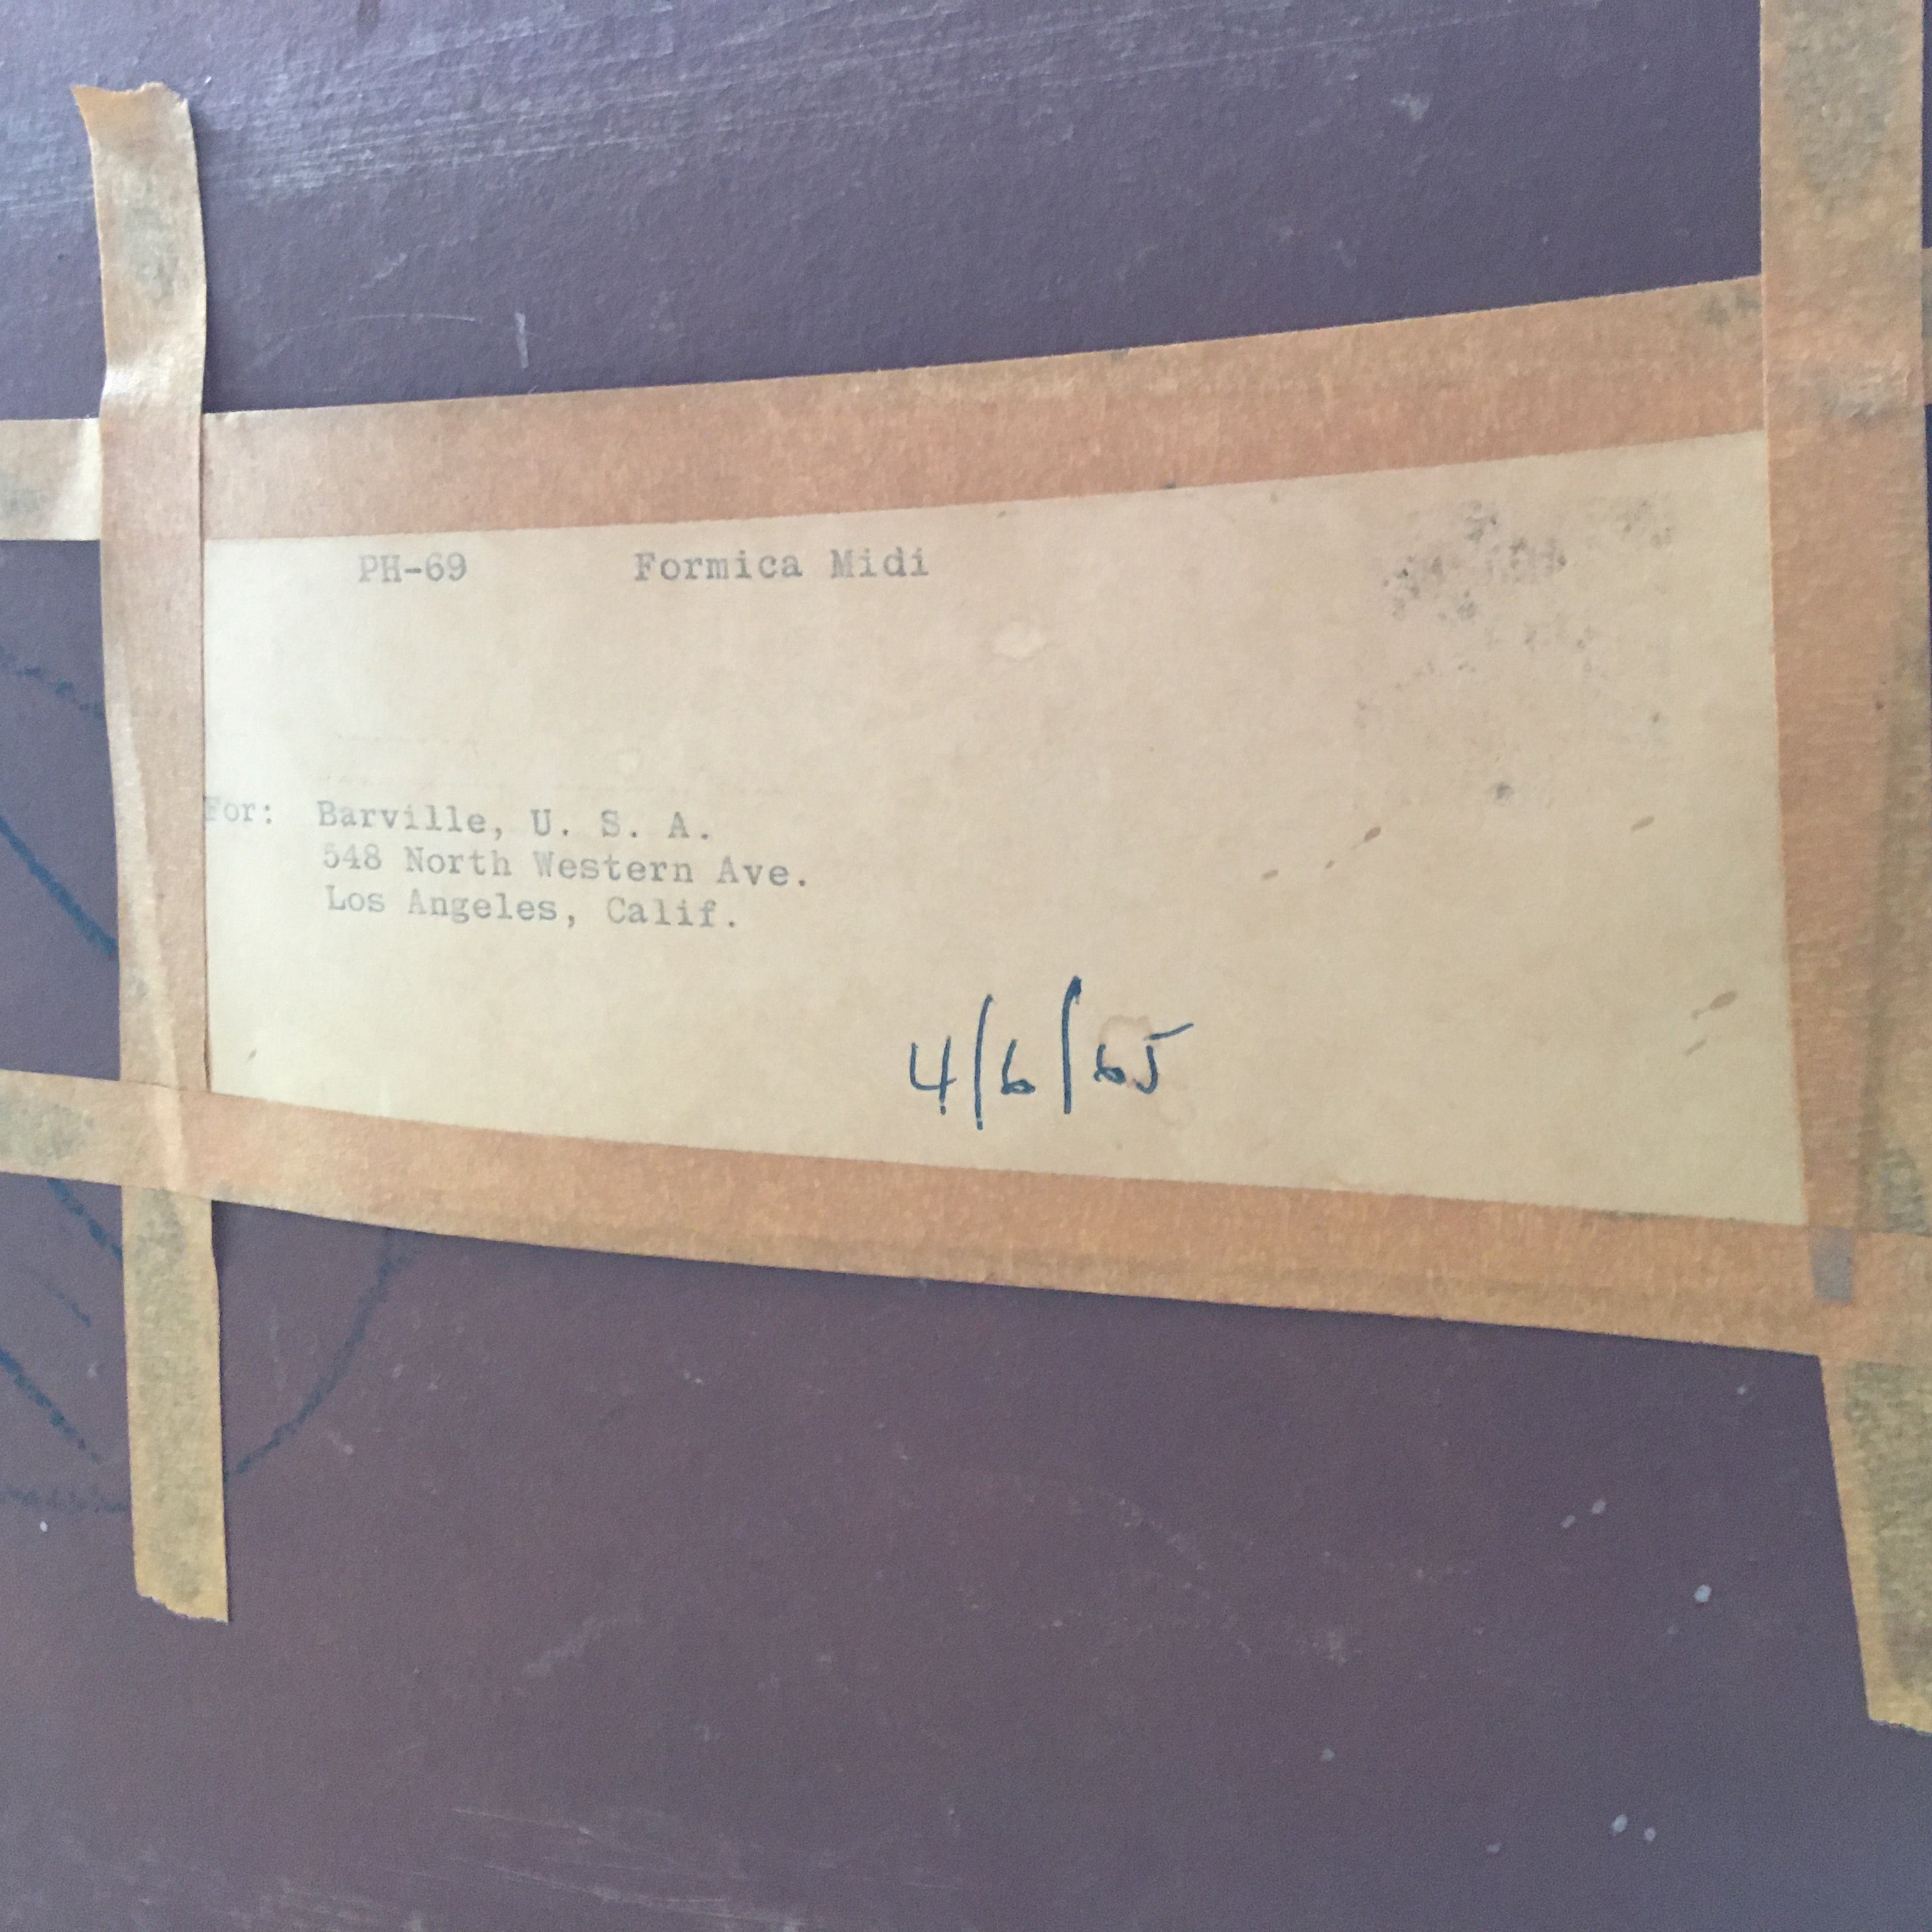 PH-69 Formica Midi
For: Barville, U. S. A.
548 North Western Ave.
Los Angeles, Calif.
4/6/65